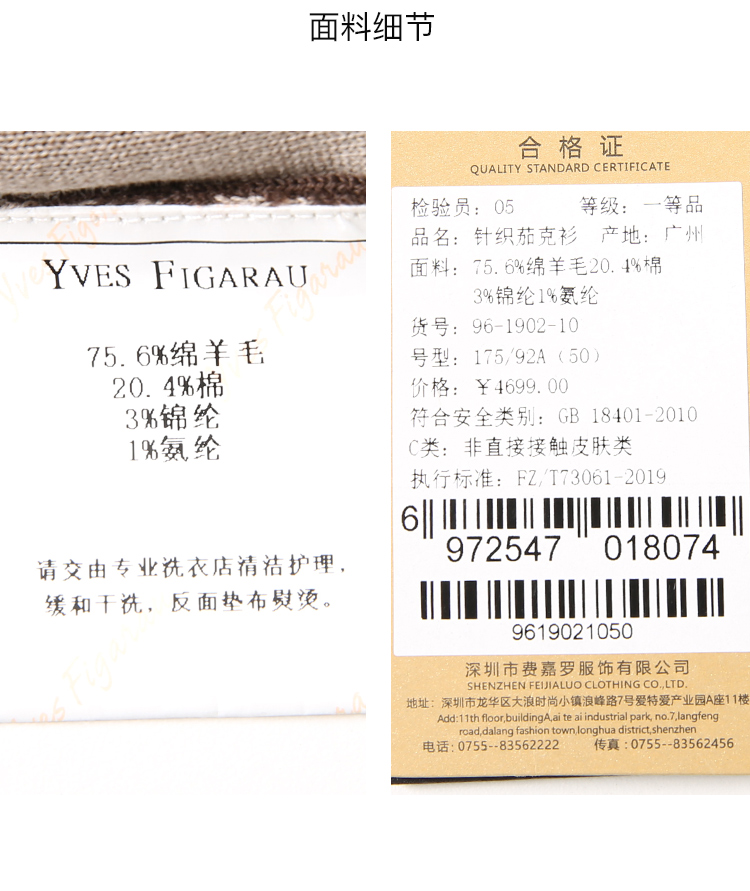 面料细节
YVES FIGARAU
75.6%绵羊毛
20.4%棉
3%锦纶
1%氨纶
请交由专业洗衣店清洁护理,
缓和干洗,反面垫布熨烫。
合格证
QUALITY STANDARD CERTIFICATE
检验员: 05 等级: 一等品
品名: 针织茄克衫 产地: 广州
面料: 75.6%绵羊毛20.4%棉
3%锦纶1%氨纶
货号: 96-1902-10
号型: 175/92A (50)
价格: ¥4699.00
符合安全类别: GB 18401-2010
C类: 非直接接触皮肤类
执行标准: FZ/T73061-2019
6 972547 018074
9619021050
深圳市费嘉罗服饰有限公司
SHENZHEN FEIJIALUO CLOTHING CO.,LTD.
地址: 深圳市龙华区大浪时尚小镇浪峰路7号爱特爱产业园A座11楼
Add:11th floor,buildingA,ai te ai industrial park, no.7,langfeng
road,dalang fashion town,longhua district,shenzhen
电话: 0755--83562222 传真: 0755--83562456